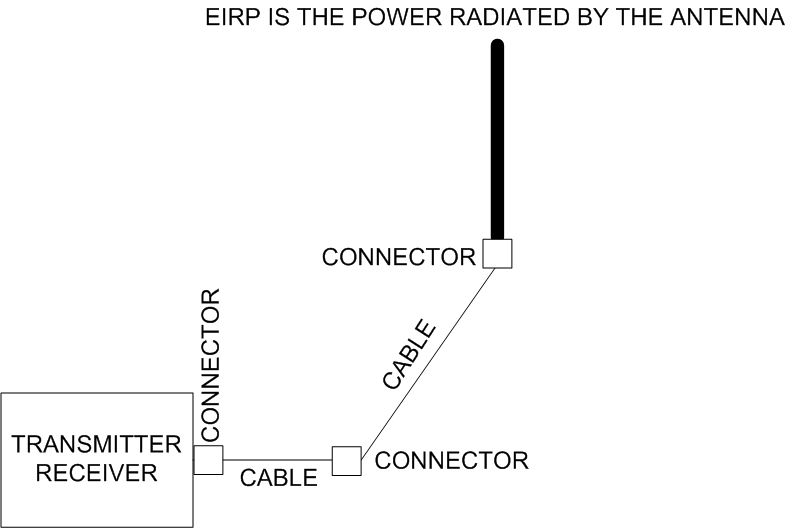 EIRP IS THE POWER RADIATED BY THE ANTENNA
CONNECTOR
CABLE
CONNECTOR
TRANSMITTER
RECEIVER
CABLE
CONNECTOR